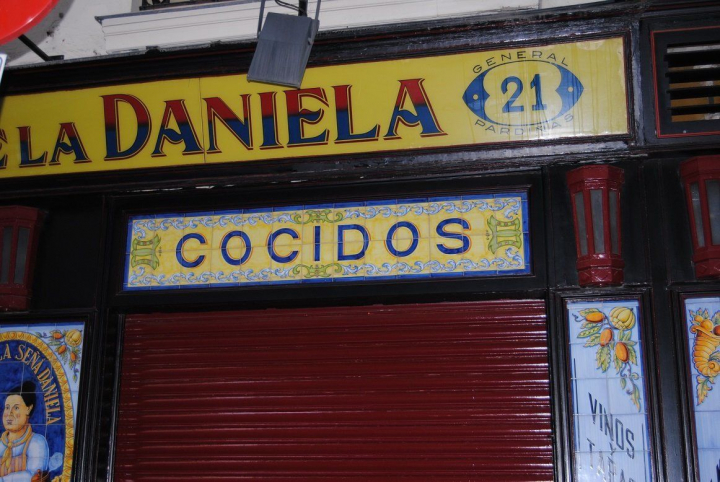 LA DANIELA
GENERAL
21
PARDIÑAS
COCIDOS
LA SEÑA DANIELA
VINOS
Y